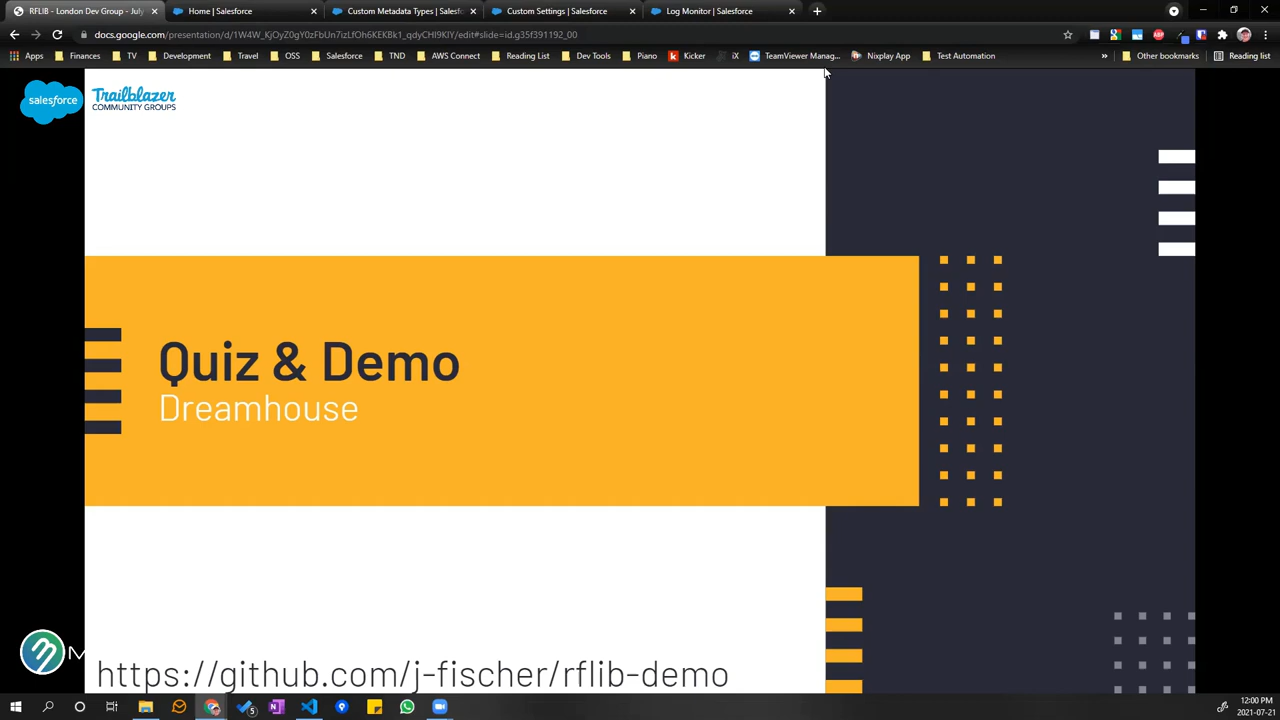 RFLIB - London Dev Group - July
Home | Salesforce
Custom Metadata Types | Salesf
Custom Settings | Salesforce
Log Monitor | Salesforce
docs.google.com/presentation/d/1W4W_KjOyZ0gY0zFbUn7izLfOh6KEKBk1_qdyCHI9KlY/edit#slide=id.g35f391192_00
Apps
Finances
TV
Development
Travel
OSS
Salesforce
TND
AWS Connect
Reading List
Dev Tools
Piano
Kicker
iX
TeamViewer Manag...
Nixplay App
Test Automation
Other bookmarks
Reading list
salesforce
Trailblazer
COMMUNITY GROUPS
Quiz & Demo
Dreamhouse
M
https://github.com/j-fischer/rflib-demo
5
12:00 PM
2021-07-21